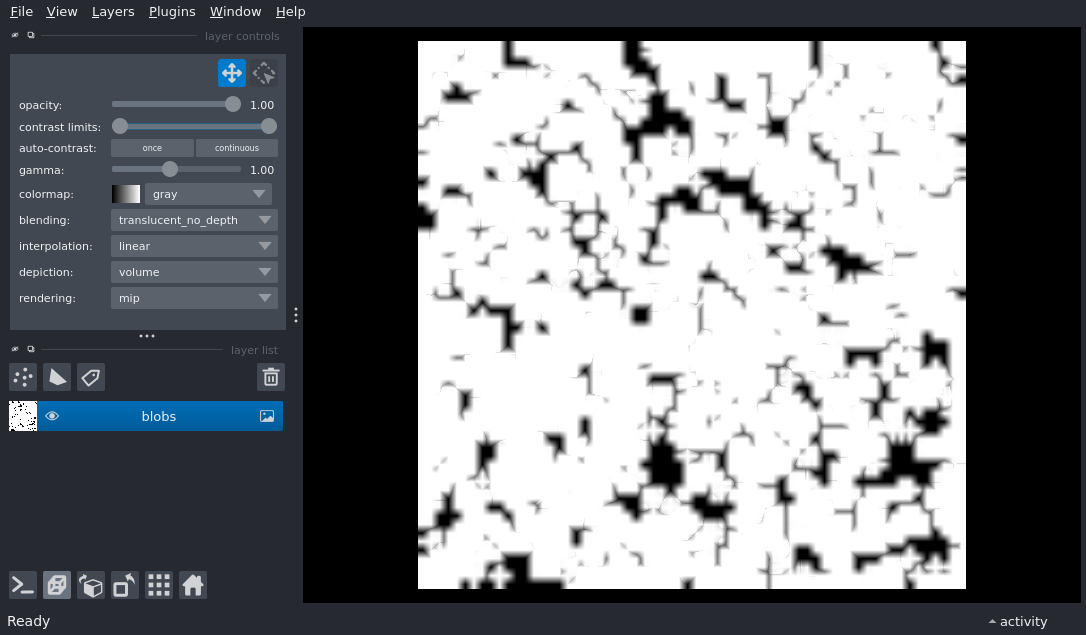 File View Layers Plugins Window Help
layer controls
opacity: 1.00
contrast limits:
auto-contrast: once continuous
gamma: 1.00
colormap: gray
blending: translucent_no_depth
interpolation: linear
depiction: volume
rendering: mip
layer list
blobs
Ready activity